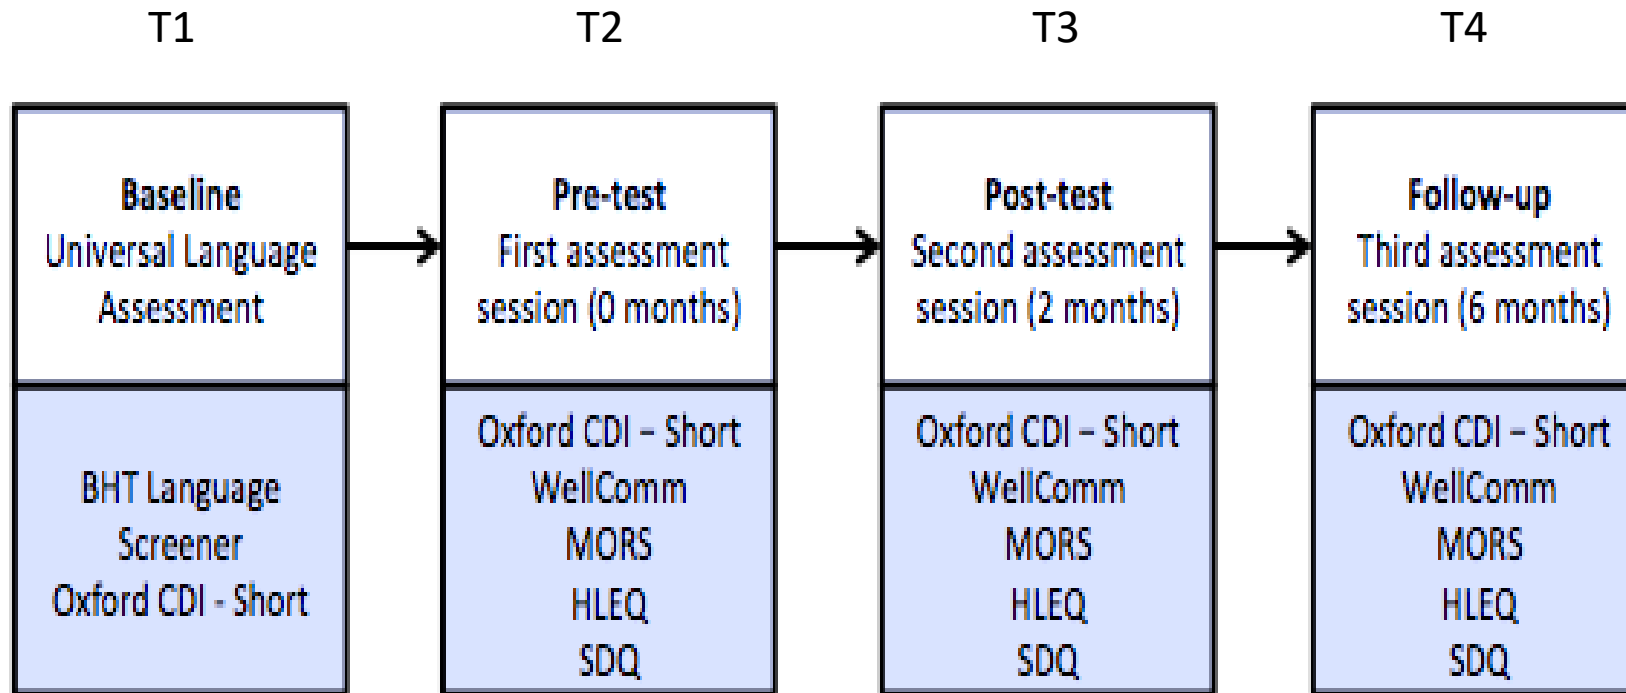 T1
T2
T3
T4
Baseline
Universal Language
Assessment
BHT Language
Screener
Oxford CDI - Short
Pre-test
First assessment
session (0 months)
Oxford CDI – Short
WellComm
MORS
HLEQ
SDQ
Post-test
Second assessment
session (2 months)
Oxford CDI – Short
WellComm
MORS
HLEQ
SDQ
Follow-up
Third assessment
session (6 months)
Oxford CDI – Short
WellComm
MORS
HLEQ
SDQ